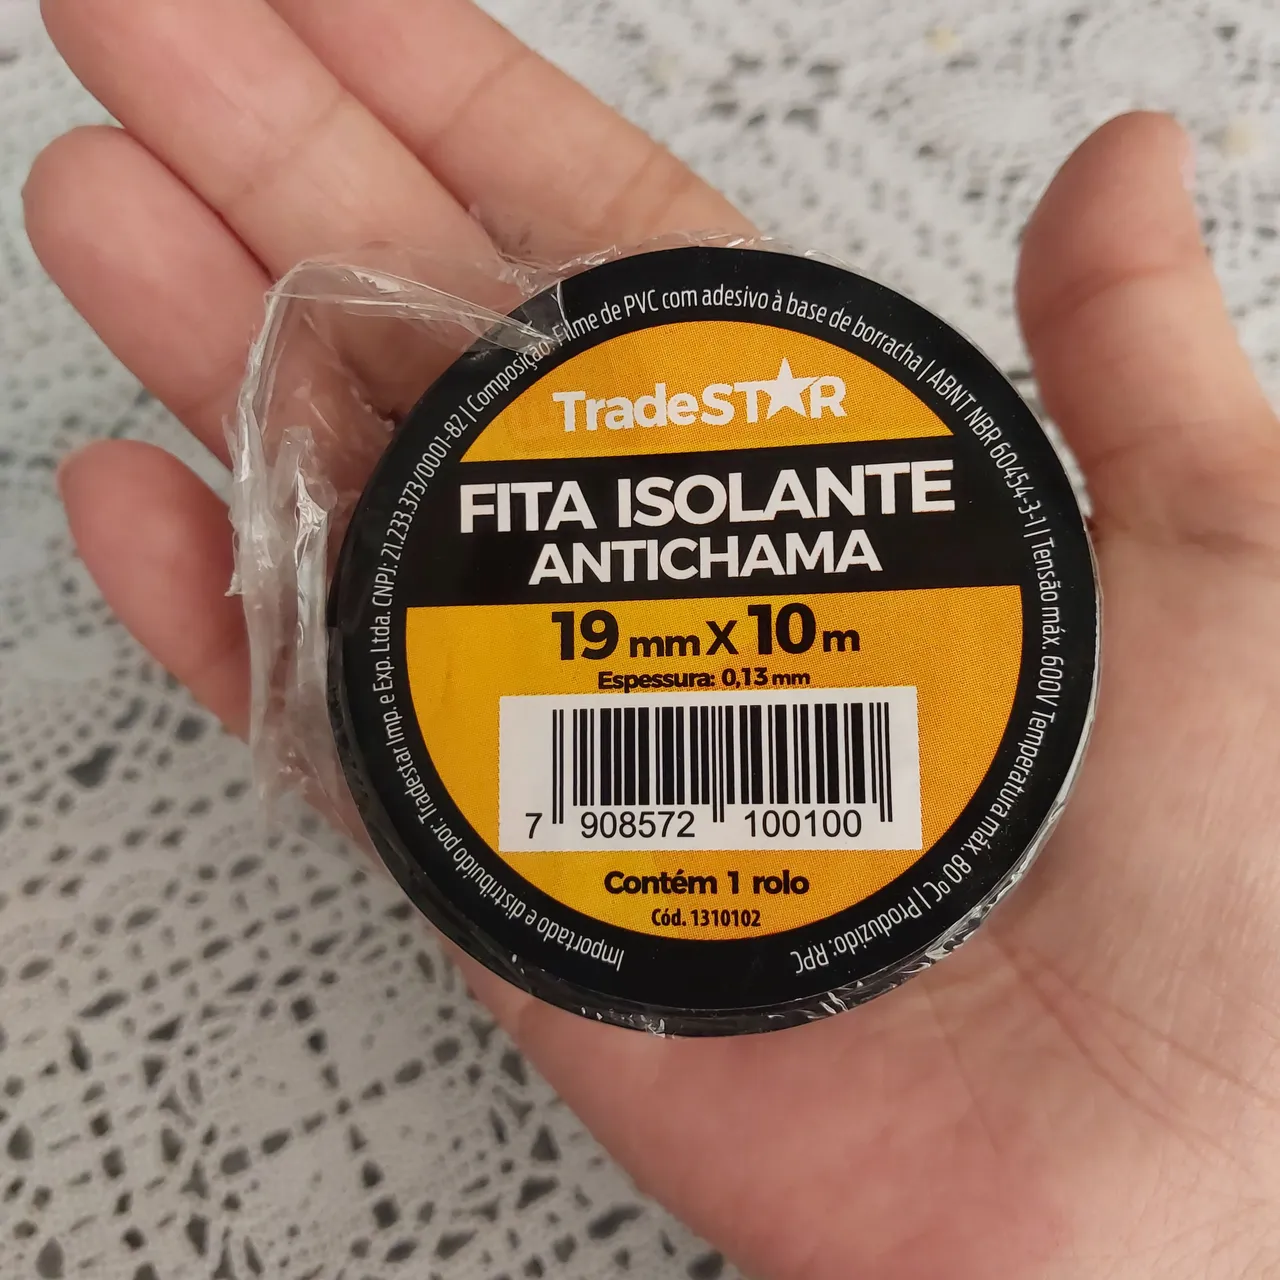 TradeSTAR
FITA ISOLANTE
ANTICHAMA
19 mm X 10 m
Espessura: 0,13 mm
7 908572 100100
Contém 1 rolo
Cód. 1310102
Importado e distribuído por: Tradestar Imp. e Exp. Ltda. CNPJ: 21.233.373/0001-82 | Composição: Filme de PVC com adesivo à base de borracha | ABNT NBR 60454-3-1 | Tensão máx. 600V Temperatura máx. 80 ºC | Produzido: RPC